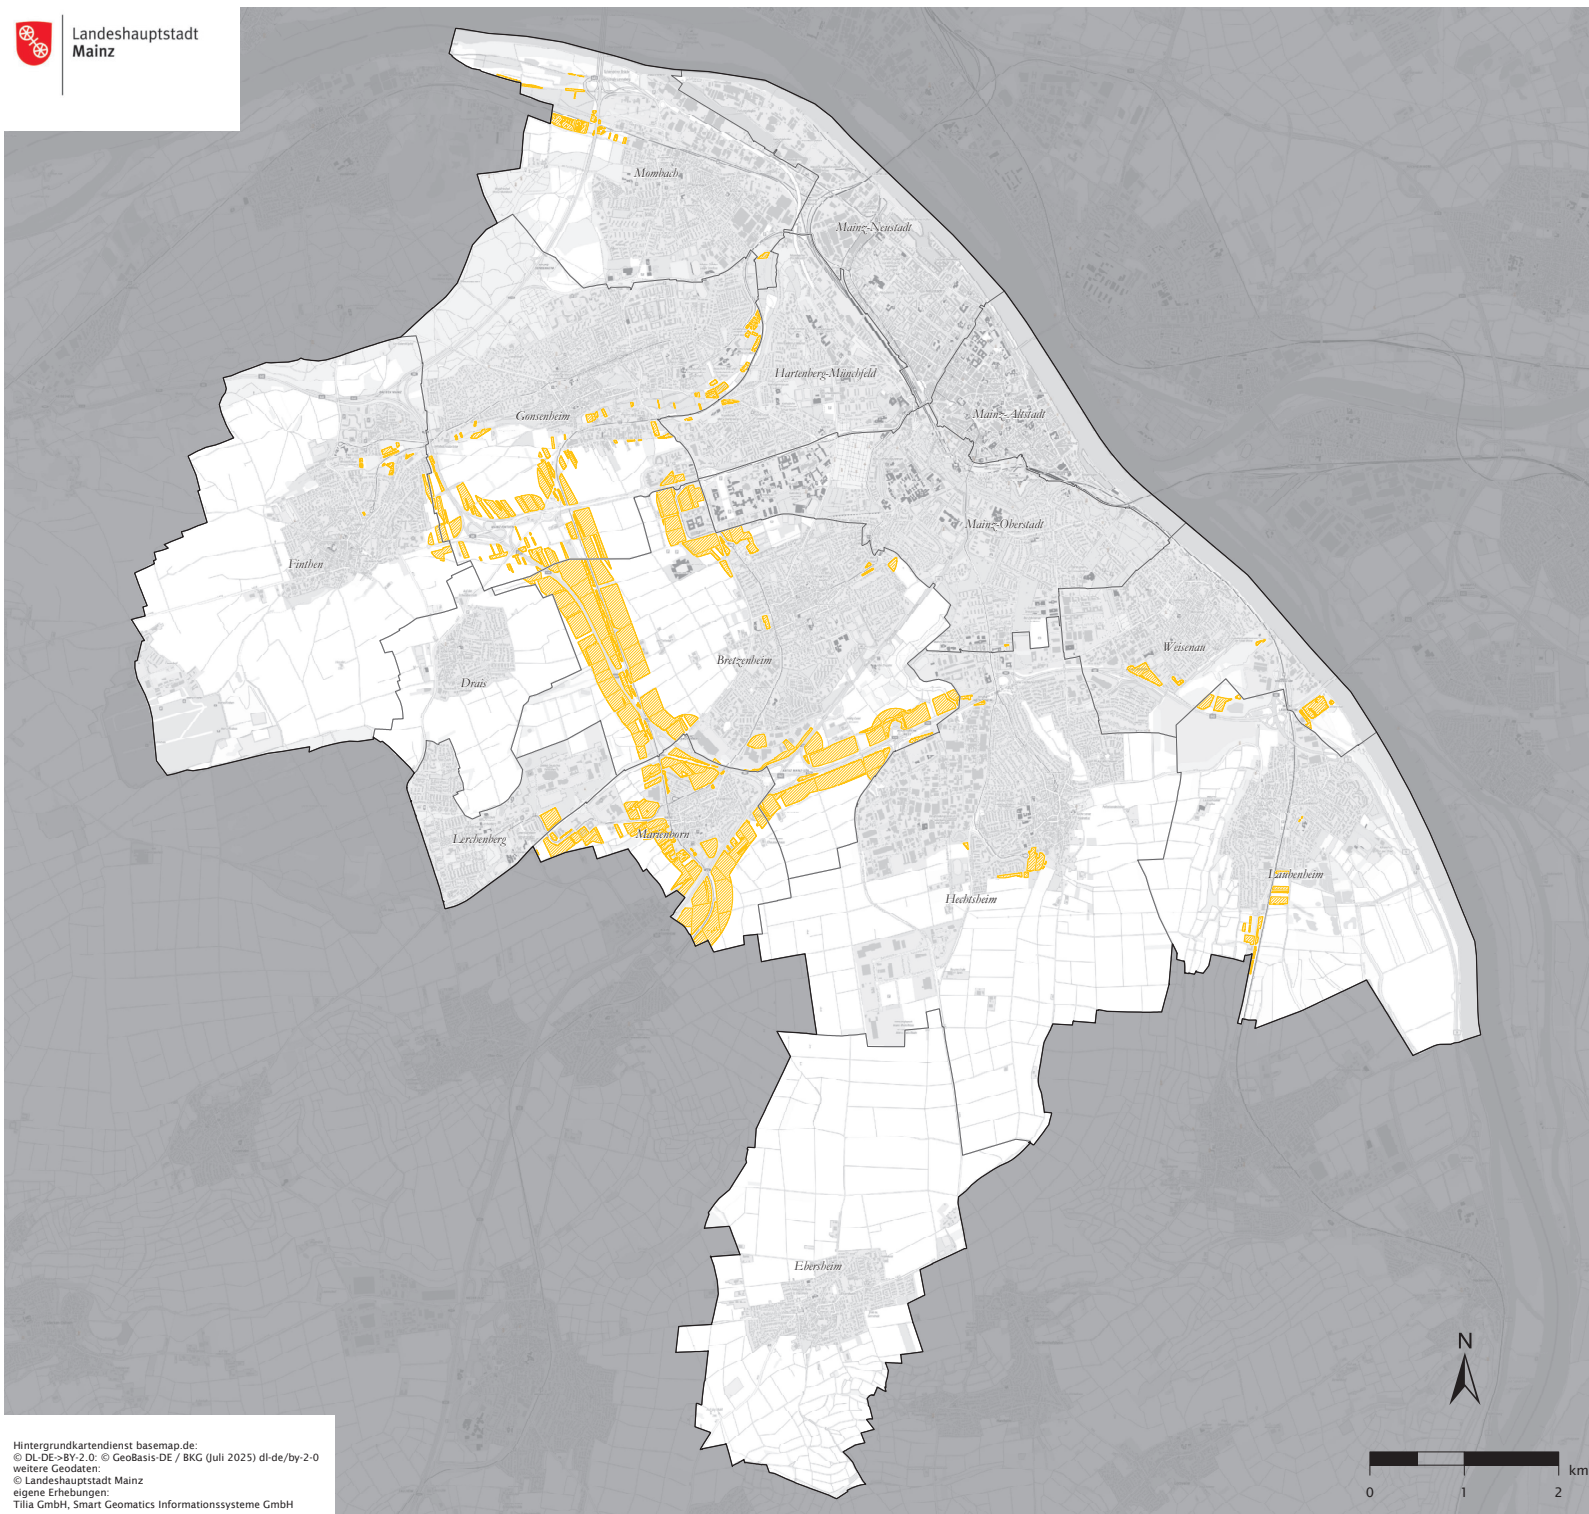 Landeshauptstadt
Mainz
Mombach
Mainz-Neustadt
Hartenberg-Münchfeld
Gonsenheim
Mainz-Altstadt
Mainz-Oberstadt
Finthen
Weisenau
Bretzenheim
Drais
Marienborn
Lerchenberg
Laubenheim
Hechtsheim
Ebersheim
N
Hintergrundkartendienst basemap.de:
© DL-DE->BY-2.0: © GeoBasis-DE / BKG (Juli 2025) dl-de/by-2-0
weitere Geodaten:
© Landeshauptstadt Mainz
eigene Erhebungen:
Tilia GmbH, Smart Geomatics Informationssysteme GmbH
km
0 1 2